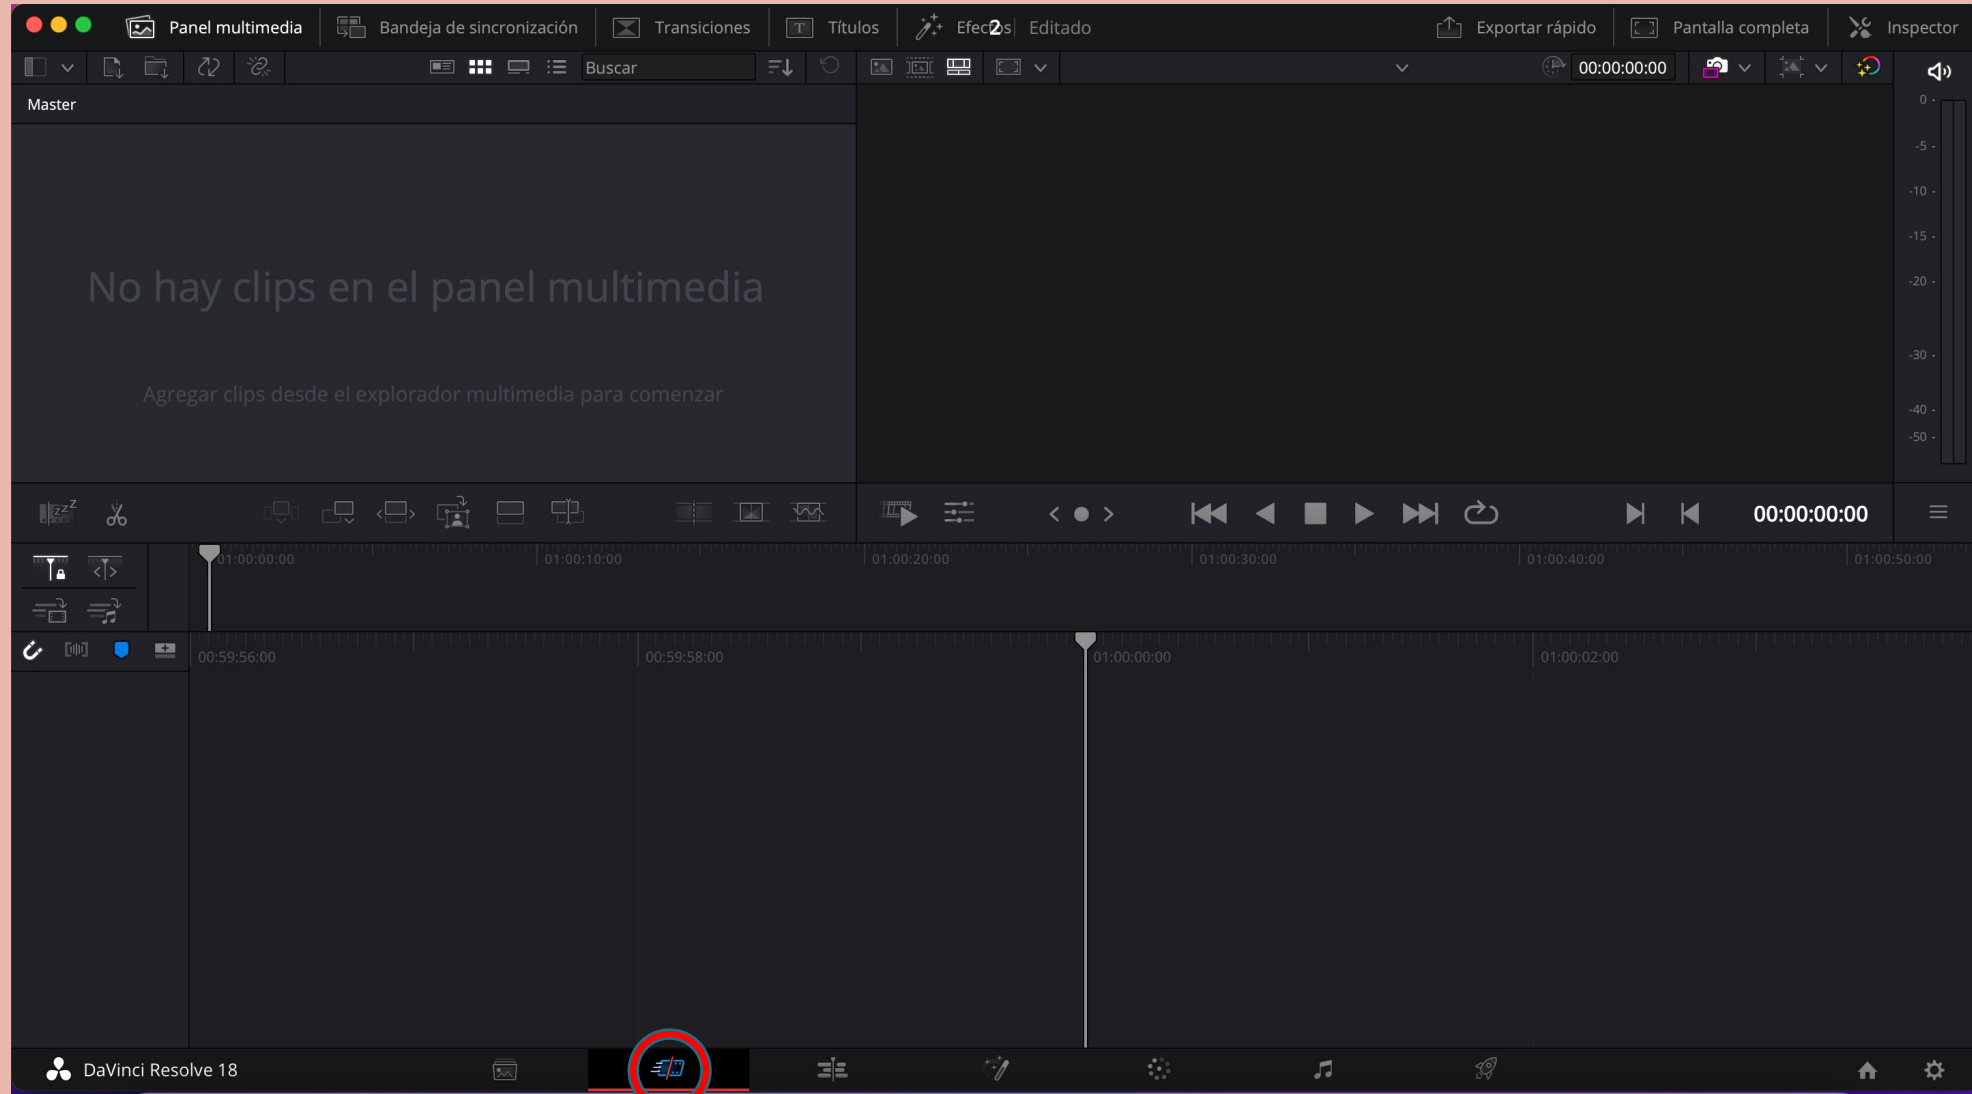 Panel multimedia Bandeja de sincronización Transiciones Títulos Efectos 2 Editado Exportar rápido Pantalla completa Inspector
Buscar 00:00:00:00
Master
0
-5
-10
-15
-20
-30
-40
-50
No hay clips en el panel multimedia
Agregar clips desde el explorador multimedia para comenzar
00:00:00:00
01:00:00:00 01:00:10:00 01:00:20:00 01:00:30:00 01:00:40:00 01:00:50:00
00:59:56:00 00:59:58:00 01:00:00:00 01:00:02:00
DaVinci Resolve 18